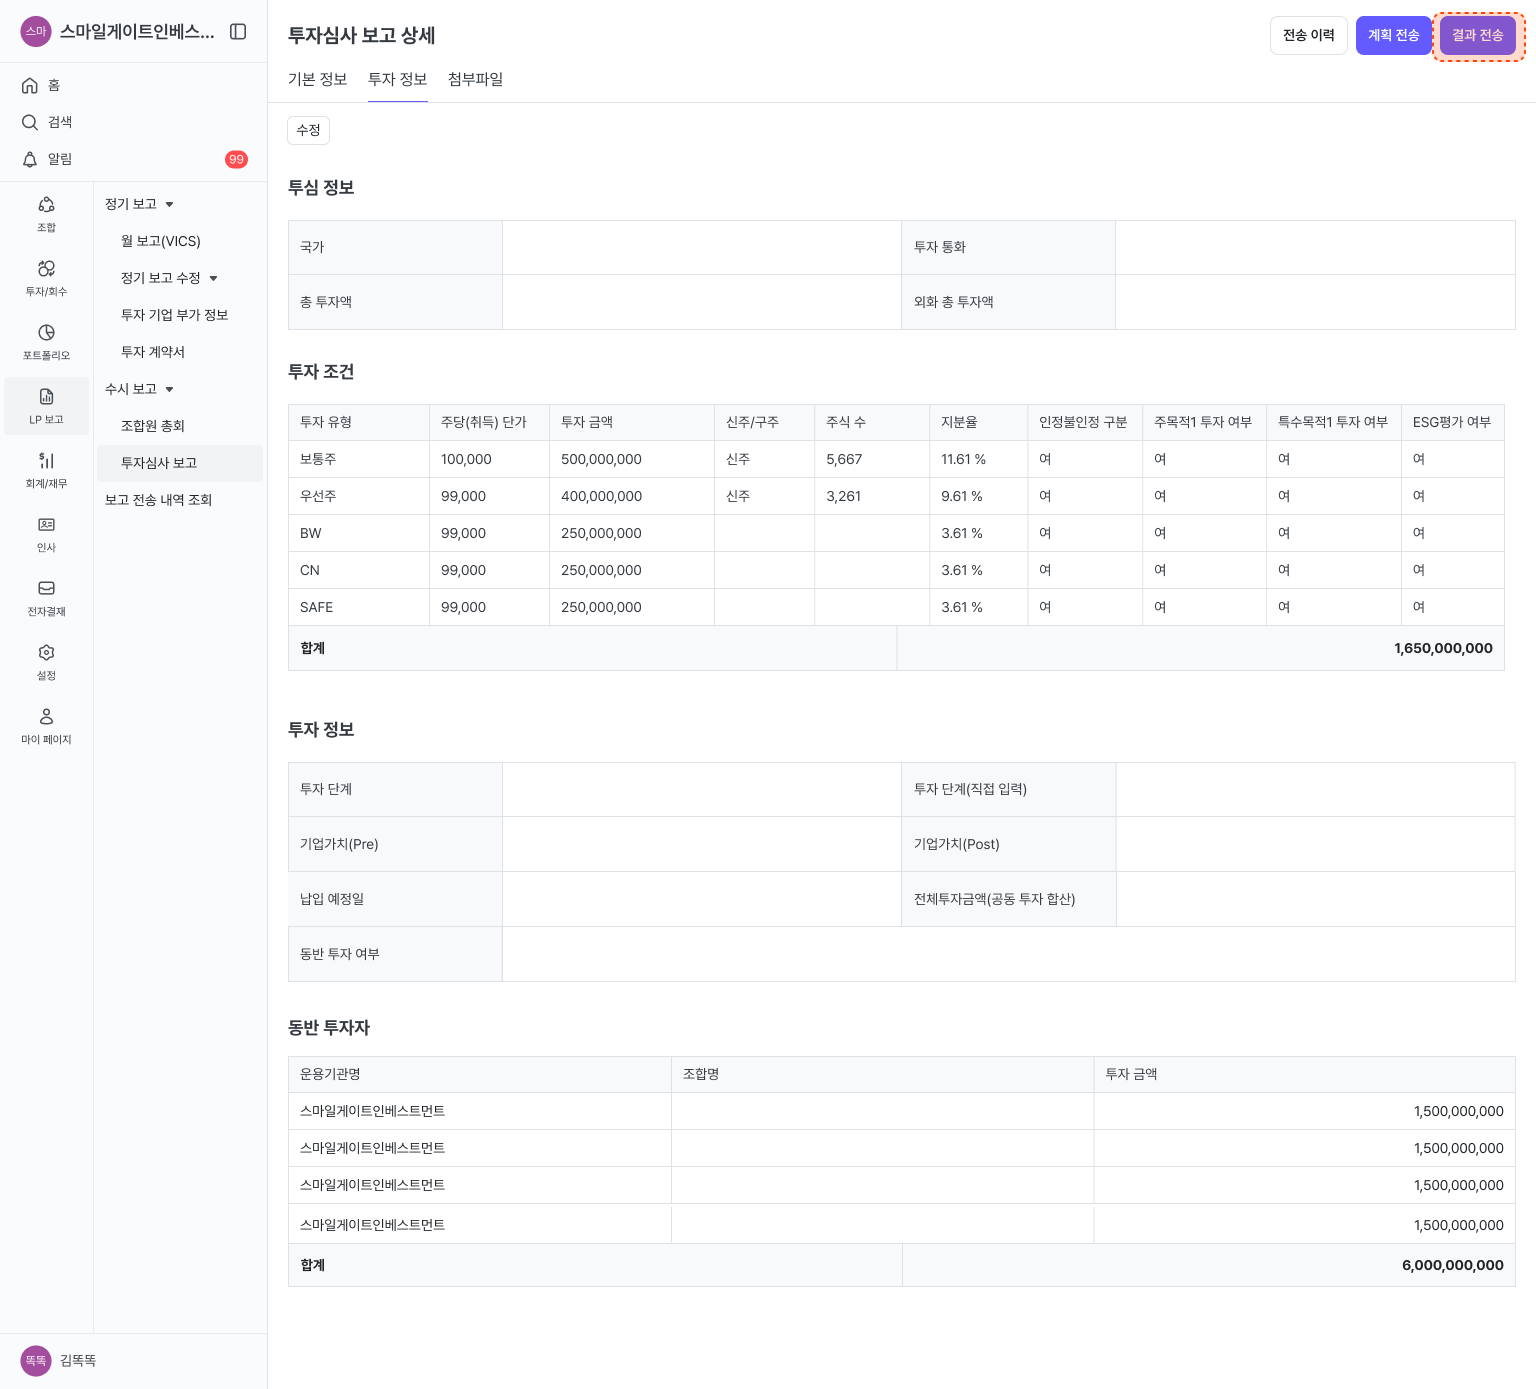 스마 스마일게이트인베스...
홈
검색
알림 99
조합
투자/회수
포트폴리오
LP 보고
회계/재무
인사
전자결재
설정
마이 페이지
정기 보고
월 보고(VICS)
정기 보고 수정
투자 기업 부가 정보
투자 계약서
수시 보고
조합원 총회
투자심사 보고
보고 전송 내역 조회
똑똑 김똑똑
투자심사 보고 상세
전송 이력 계획 전송 결과 전송
기본 정보 투자 정보 첨부파일
수정
투심 정보
국가 투자 통화
총 투자액 외화 총 투자액
투자 조건
투자 유형 주당(취득) 단가 투자 금액 신주/구주 주식 수 지분율 인정불인정 구분 주목적1 투자 여부 특수목적1 투자 여부 ESG평가 여부
보통주 100,000 500,000,000 신주 5,667 11.61 % 여 여 여 여
우선주 99,000 400,000,000 신주 3,261 9.61 % 여 여 여 여
BW 99,000 250,000,000 3.61 % 여 여 여 여
CN 99,000 250,000,000 3.61 % 여 여 여 여
SAFE 99,000 250,000,000 3.61 % 여 여 여 여
합계 1,650,000,000
투자 정보
투자 단계 투자 단계(직접 입력)
기업가치(Pre) 기업가치(Post)
납입 예정일 전체투자금액(공동 투자 합산)
동반 투자 여부
동반 투자자
운용기관명 조합명 투자 금액
스마일게이트인베스트먼트 1,500,000,000
스마일게이트인베스트먼트 1,500,000,000
스마일게이트인베스트먼트 1,500,000,000
스마일게이트인베스트먼트 1,500,000,000
합계 6,000,000,000